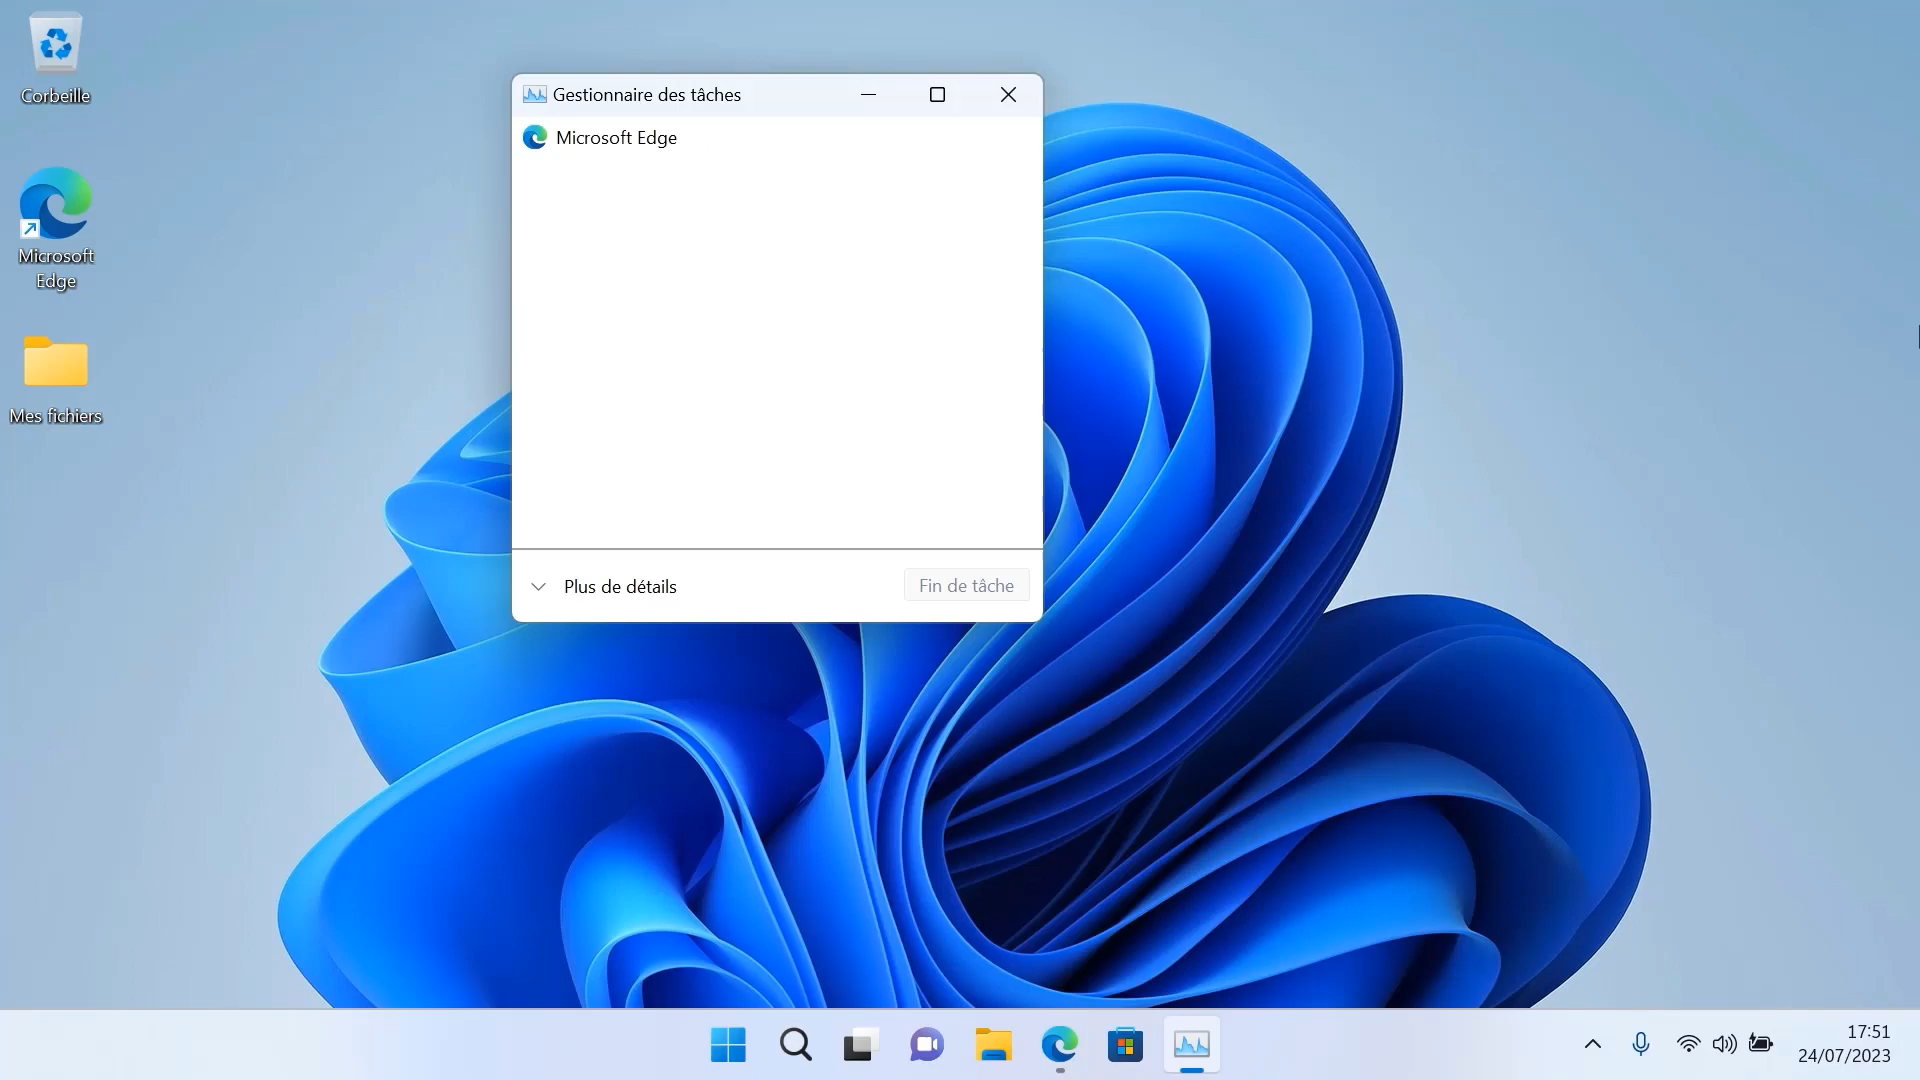 Corbeille
Microsoft
Edge
Mes fichiers
Gestionnaire des tâches
Microsoft Edge
Plus de détails
Fin de tâche
17:51
24/07/2023